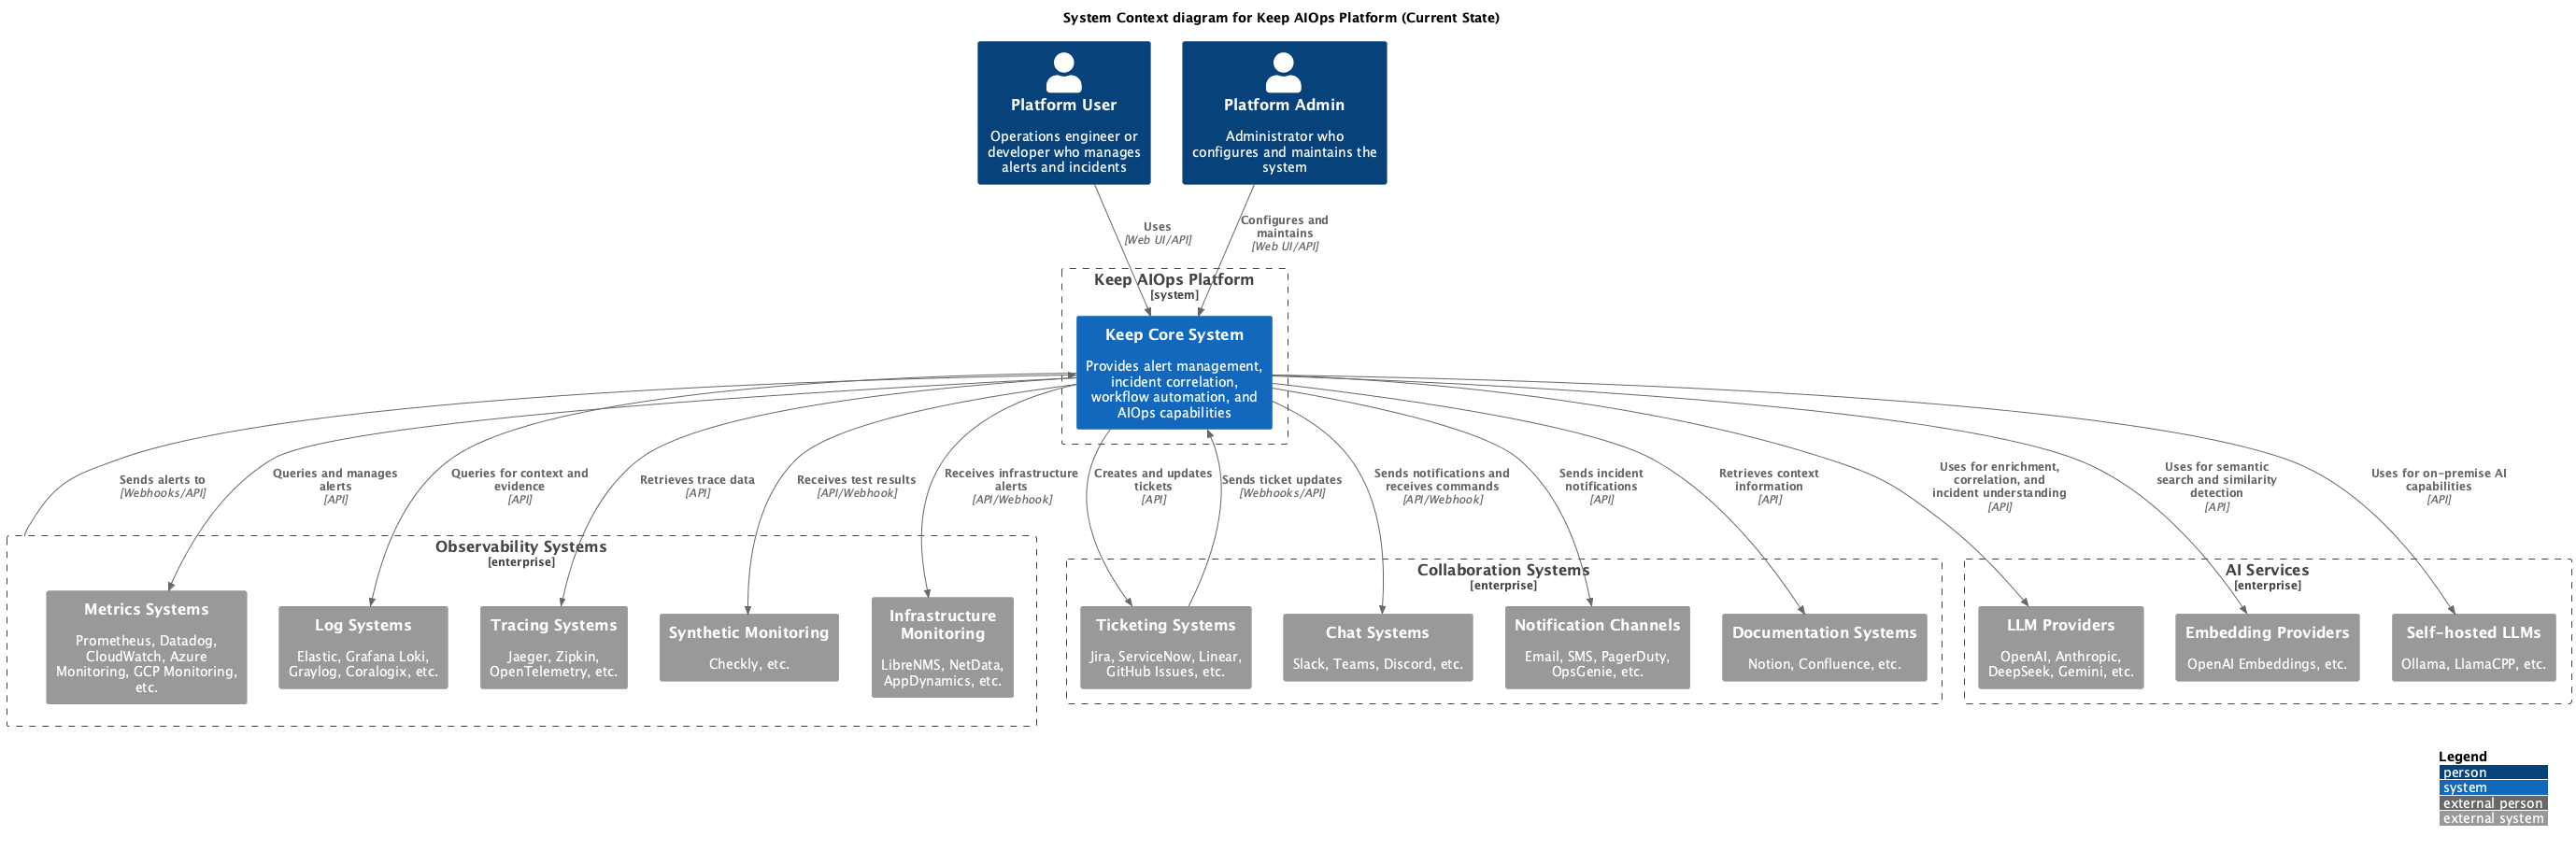 System Context diagram for Keep AIOps Platform (Current State)
Platform User
Operations engineer or
developer who manages
alerts and incidents
Platform Admin
Administrator who
configures and maintains the
system
Uses
[Web UI/API]
Configures and
maintains
[Web UI/API]
Keep AIOps Platform
[system]
Keep Core System
Provides alert management,
incident correlation,
workflow automation, and
AIOps capabilities
Sends alerts to
[Webhooks/API]
Queries and manages
alerts
[API]
Queries for context and
evidence
[API]
Retrieves trace data
[API]
Receives test results
[API/Webhook]
Receives infrastructure
alerts
[API/Webhook]
Creates and updates
tickets
[API]
Sends ticket updates
[Webhooks/API]
Sends notifications and
receives commands
[API/Webhook]
Sends incident
notifications
[API]
Retrieves context
information
[API]
Uses for enrichment,
correlation, and
incident understanding
[API]
Uses for semantic
search and similarity
detection
[API]
Uses for on-premise AI
capabilities
[API]
Observability Systems
[enterprise]
Metrics Systems
Prometheus, Datadog,
CloudWatch, Azure
Monitoring, GCP Monitoring,
etc.
Log Systems
Elastic, Grafana Loki,
Graylog, Coralogix, etc.
Tracing Systems
Jaeger, Zipkin,
OpenTelemetry, etc.
Synthetic Monitoring
Checkly, etc.
Infrastructure
Monitoring
LibreNMS, NetData,
AppDynamics, etc.
Collaboration Systems
[enterprise]
Ticketing Systems
Jira, ServiceNow, Linear,
GitHub Issues, etc.
Chat Systems
Slack, Teams, Discord, etc.
Notification Channels
Email, SMS, PagerDuty,
OpsGenie, etc.
Documentation Systems
Notion, Confluence, etc.
AI Services
[enterprise]
LLM Providers
OpenAI, Anthropic,
DeepSeek, Gemini, etc.
Embedding Providers
OpenAI Embeddings, etc.
Self-hosted LLMs
Ollama, LlamaCPP, etc.
Legend
person
system
external person
external system